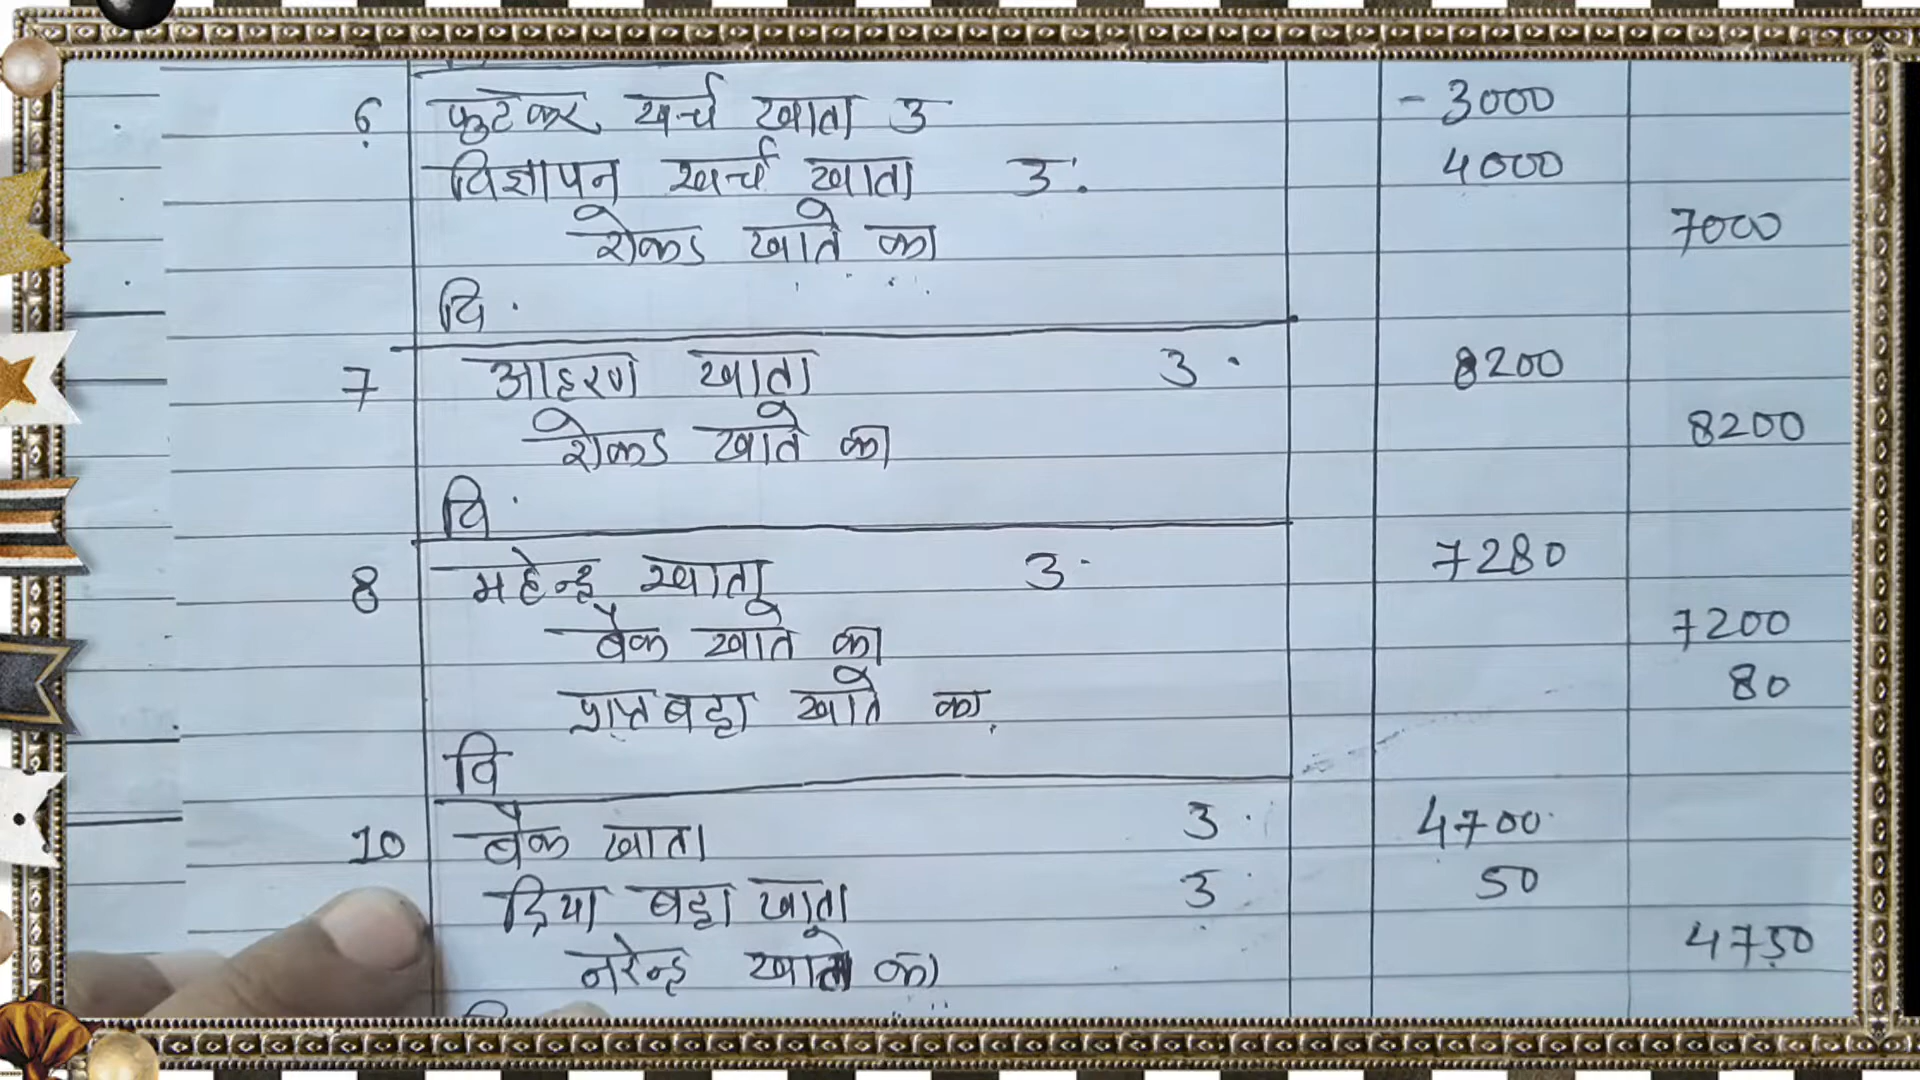 6 फुटकर खर्च खाता उ - 3000
विज्ञापन खर्च खाता उ. 4000
रोकड खाते का 7000
वि.
7 आहरण खाता उ. 8200
रोकड खाते का 8200
वि.
8 महेन्द्र खाता उ. 7280
बैंक खाते का 7200
प्राप्त बट्टा खाते का 80
वि
10 बैंक खाता उ. 4700
दिया बट्टा खाता उ 50
नरेन्द्र खाते का 4750